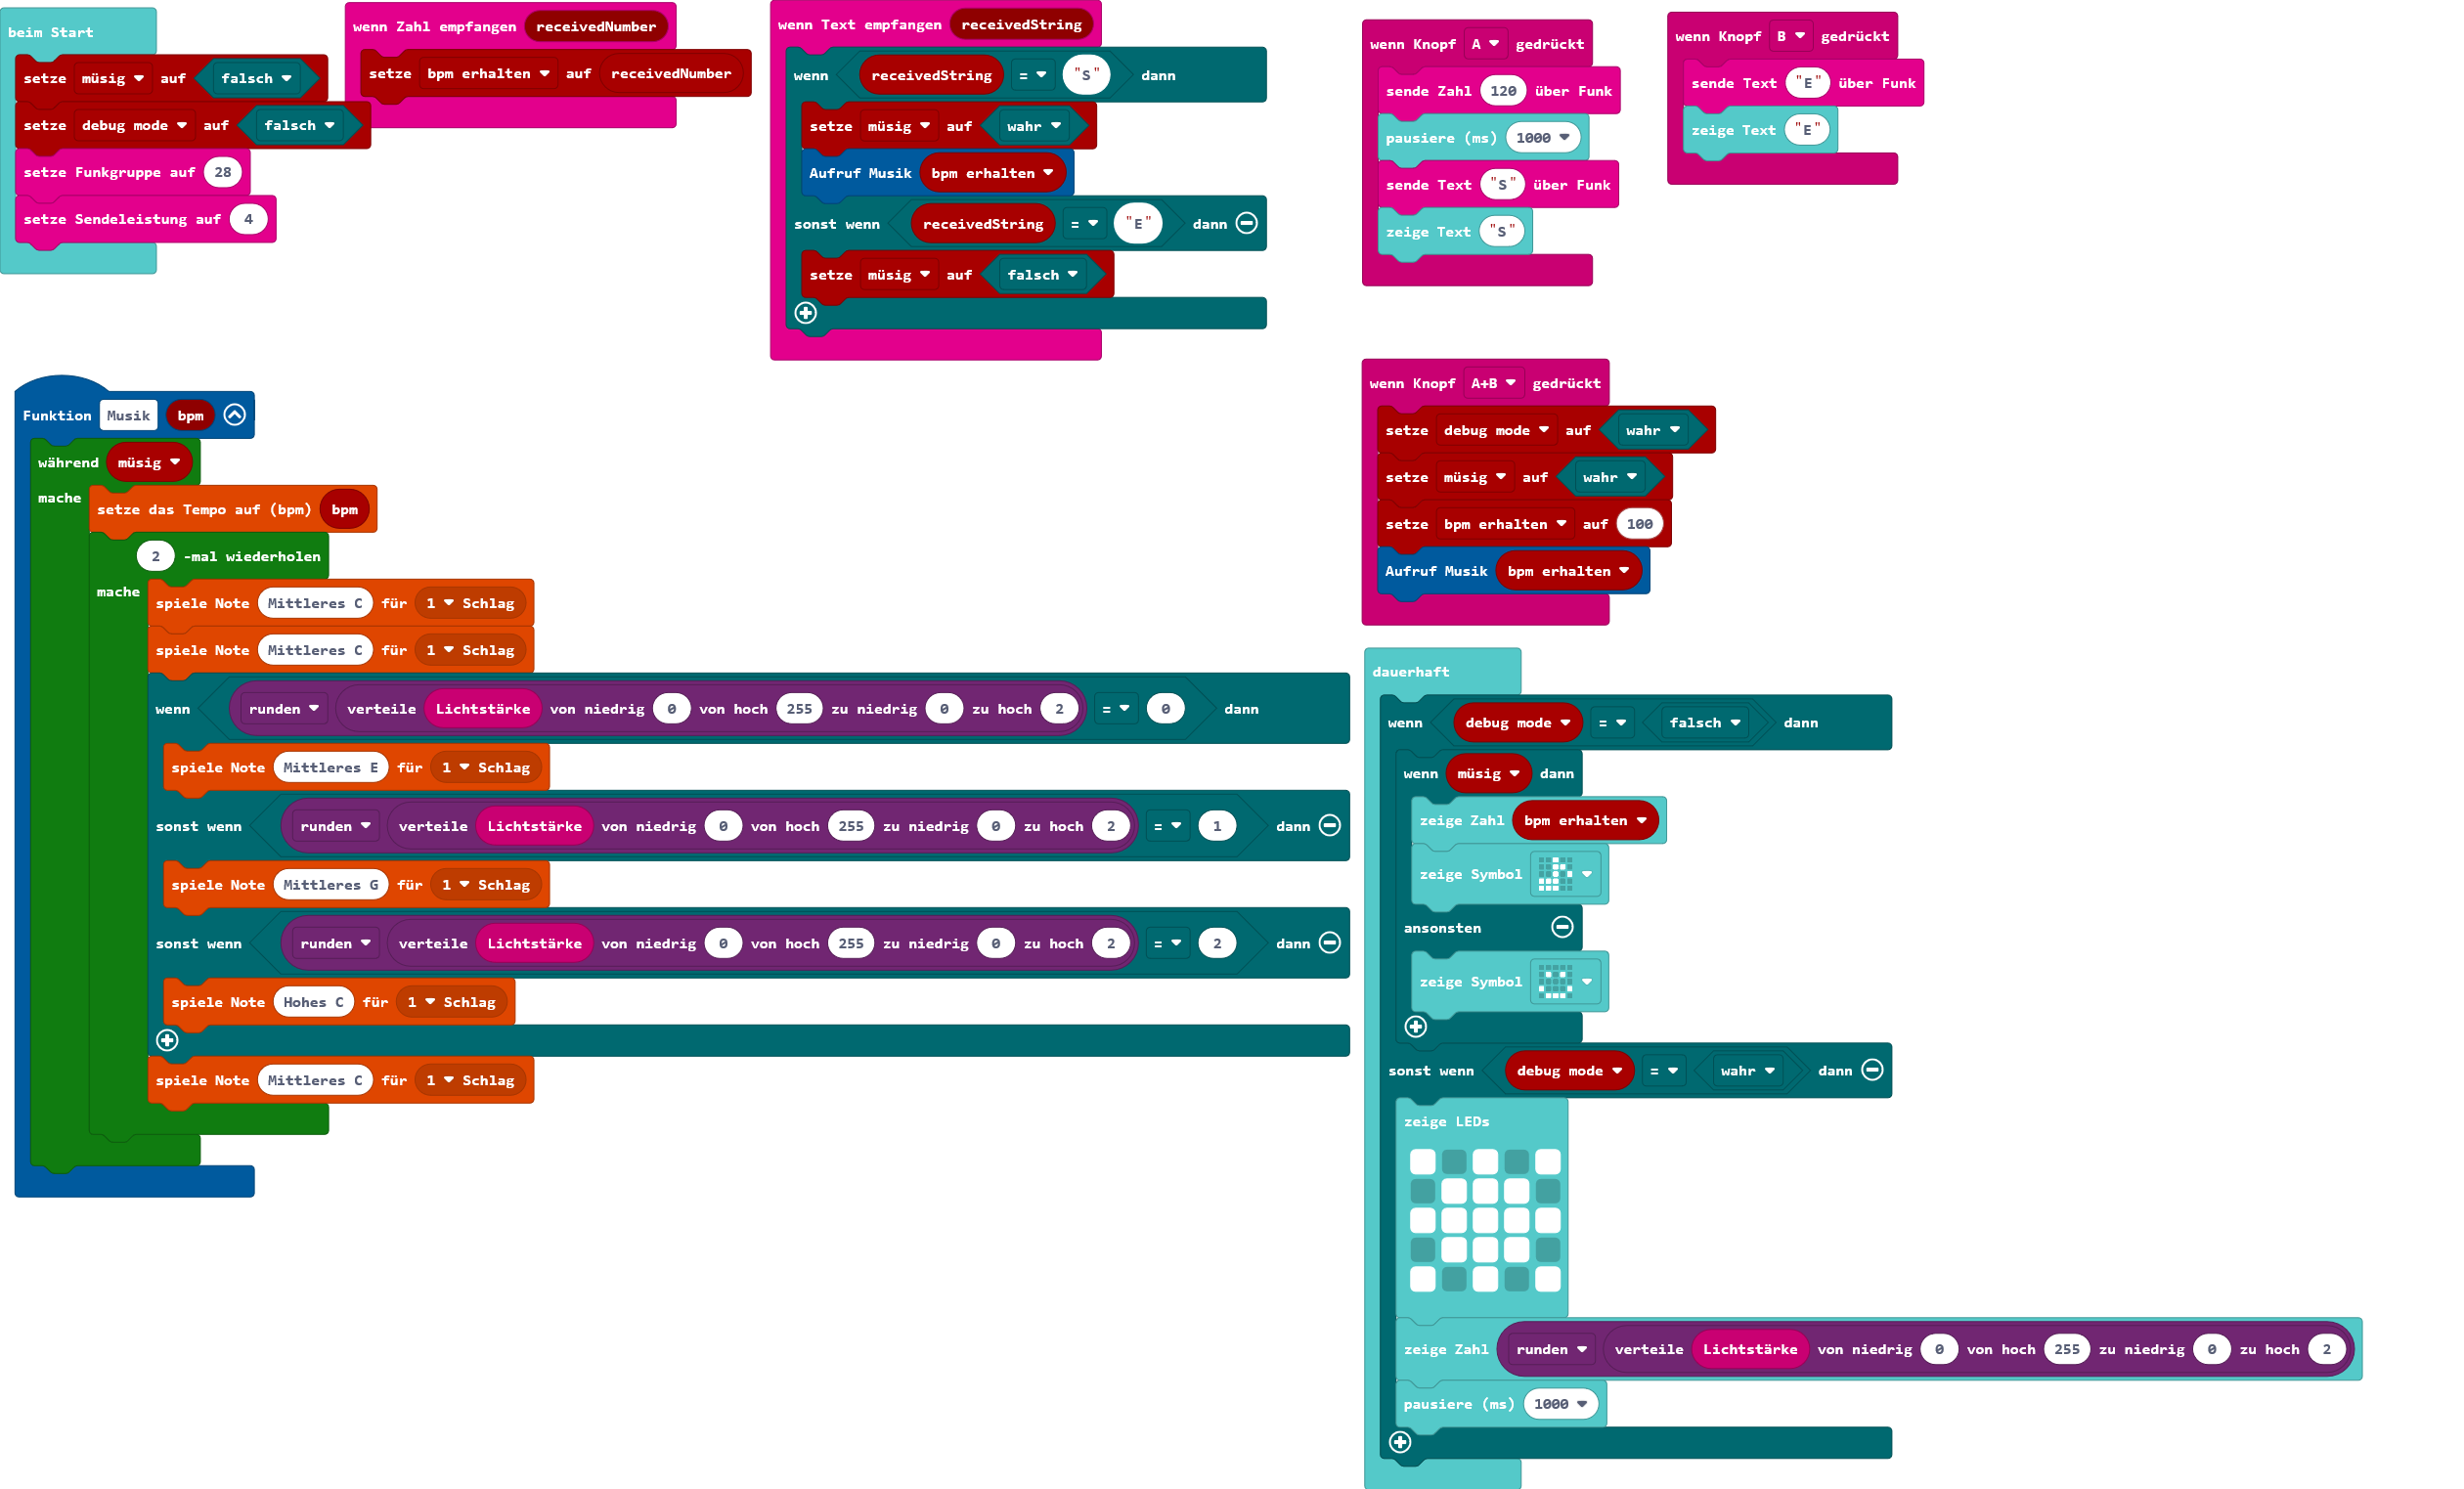 beim Start
setze müsig auf falsch
setze debug mode auf falsch
setze Funkgruppe auf 28
setze Sendeleistung auf 4
wenn Zahl empfangen receivedNumber
setze bpm erhalten auf receivedNumber
wenn Text empfangen receivedString
wenn receivedString = "S" dann
setze müsig auf wahr
Aufruf Musik bpm erhalten
sonst wenn receivedString = "E" dann
setze müsig auf falsch
wenn Knopf A gedrückt
sende Zahl 120 über Funk
pausiere (ms) 1000
sende Text "S" über Funk
zeige Text "S"
wenn Knopf B gedrückt
sende Text "E" über Funk
zeige Text "E"
Funktion Musik bpm
während müsig
mache
setze das Tempo auf (bpm) bpm
2 -mal wiederholen
mache
spiele Note Mittleres C für 1 Schlag
spiele Note Mittleres C für 1 Schlag
wenn runden verteile Lichtstärke von niedrig 0 von hoch 255 zu niedrig 0 zu hoch 2 = 0 dann
spiele Note Mittleres E für 1 Schlag
sonst wenn runden verteile Lichtstärke von niedrig 0 von hoch 255 zu niedrig 0 zu hoch 2 = 1 dann
spiele Note Mittleres G für 1 Schlag
sonst wenn runden verteile Lichtstärke von niedrig 0 von hoch 255 zu niedrig 0 zu hoch 2 = 2 dann
spiele Note Hohes C für 1 Schlag
spiele Note Mittleres C für 1 Schlag
wenn Knopf A+B gedrückt
setze debug mode auf wahr
setze müsig auf wahr
setze bpm erhalten auf 100
Aufruf Musik bpm erhalten
dauerhaft
wenn debug mode = falsch dann
wenn müsig dann
zeige Zahl bpm erhalten
zeige Symbol
ansonsten
zeige Symbol
sonst wenn debug mode = wahr dann
zeige LEDs
zeige Zahl runden verteile Lichtstärke von niedrig 0 von hoch 255 zu niedrig 0 zu hoch 2
pausiere (ms) 1000